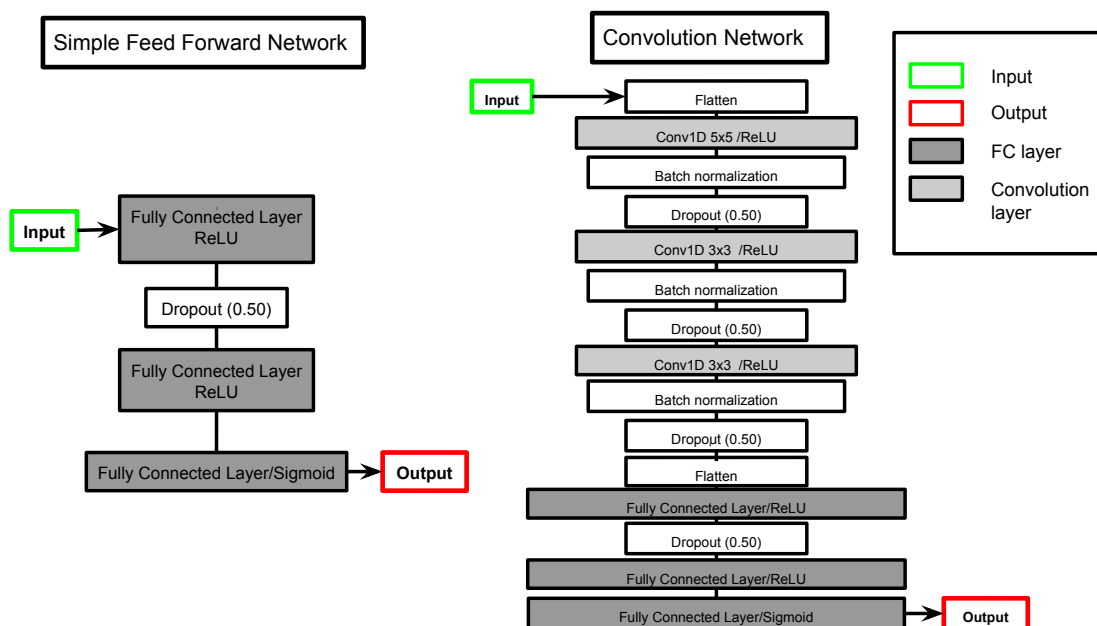 Simple Feed Forward Network
Input
Fully Connected Layer
ReLU
Dropout (0.50)
Fully Connected Layer
ReLU
Fully Connected Layer/Sigmoid
Output
Convolution Network
Input
Flatten
Conv1D 5x5 /ReLU
Batch normalization
Dropout (0.50)
Conv1D 3x3 /ReLU
Batch normalization
Dropout (0.50)
Conv1D 3x3 /ReLU
Batch normalization
Dropout (0.50)
Flatten
Fully Connected Layer/ReLU
Dropout (0.50)
Fully Connected Layer/ReLU
Fully Connected Layer/Sigmoid
Output
Input
Output
FC layer
Convolution
layer